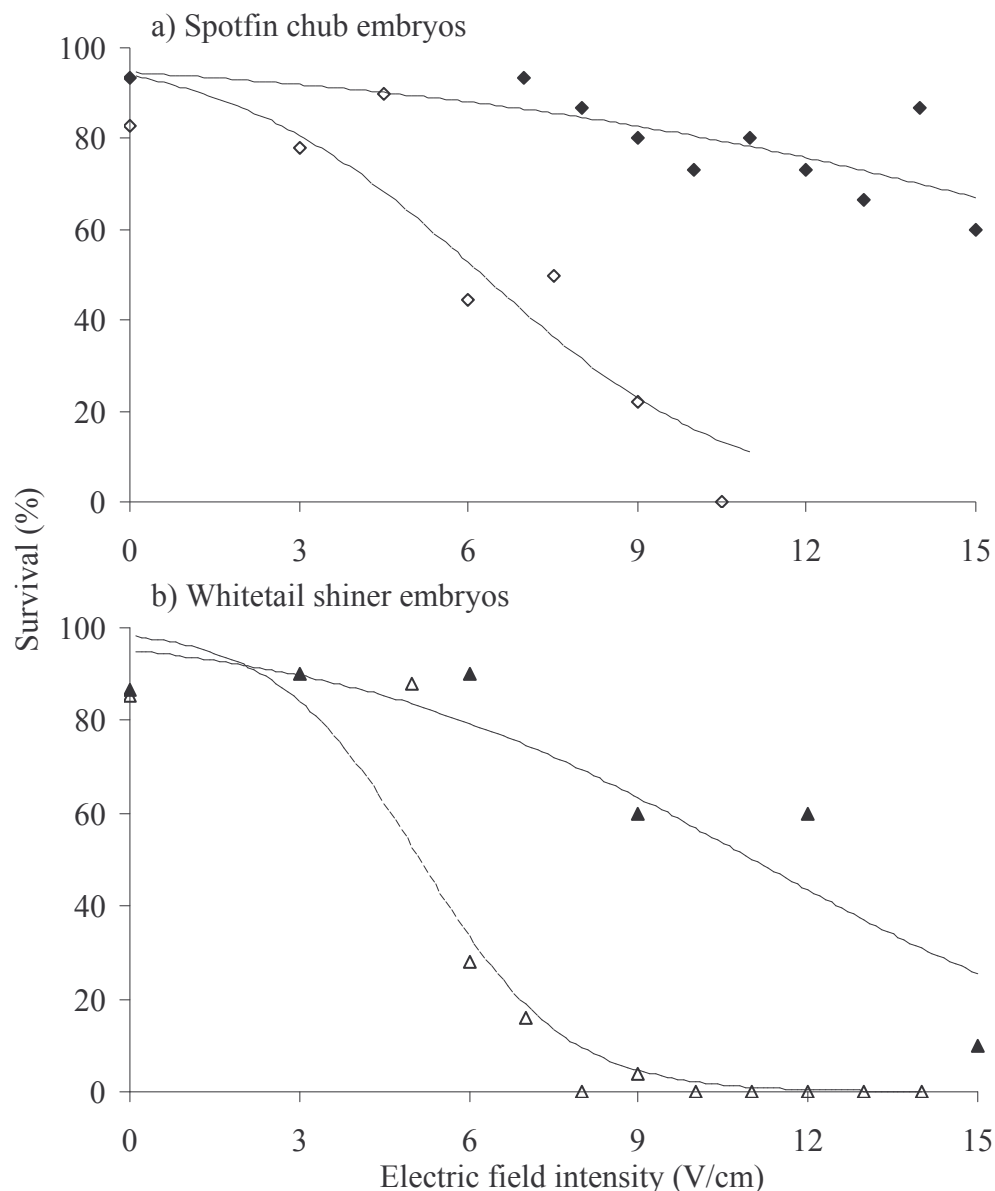 a) Spotfin chub embryos
100
80
60
40
20
0
0 3 6 9 12 15
b) Whitetail shiner embryos
100
80
60
40
20
0
0 3 6 9 12 15
Survival (%)
Electric field intensity (V/cm)